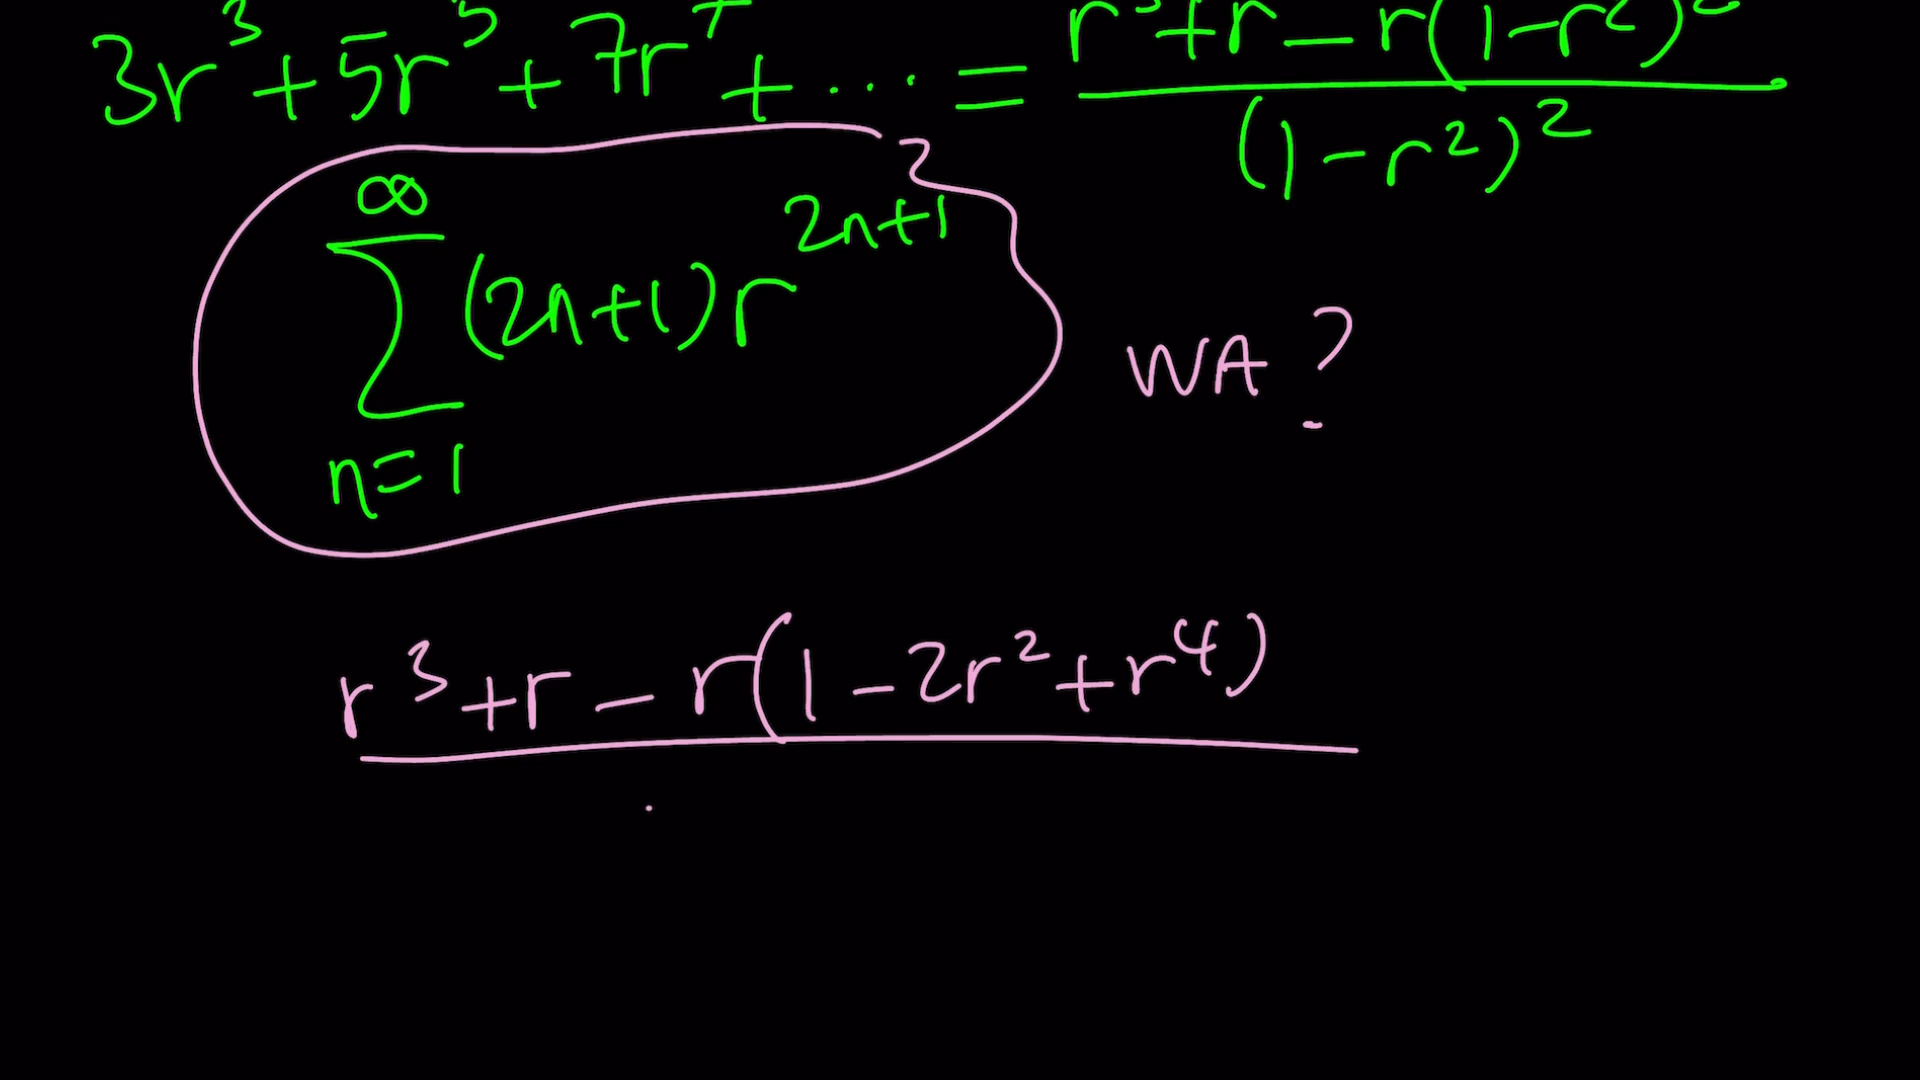 3r³+5r⁵+7r⁷+... = (r³+r−r(1−r²)²)/(1−r²)²
∞
∑ (2n+1)r²ⁿ⁺¹
n=1
WA?
r³+r−r(1−2r²+r⁴)